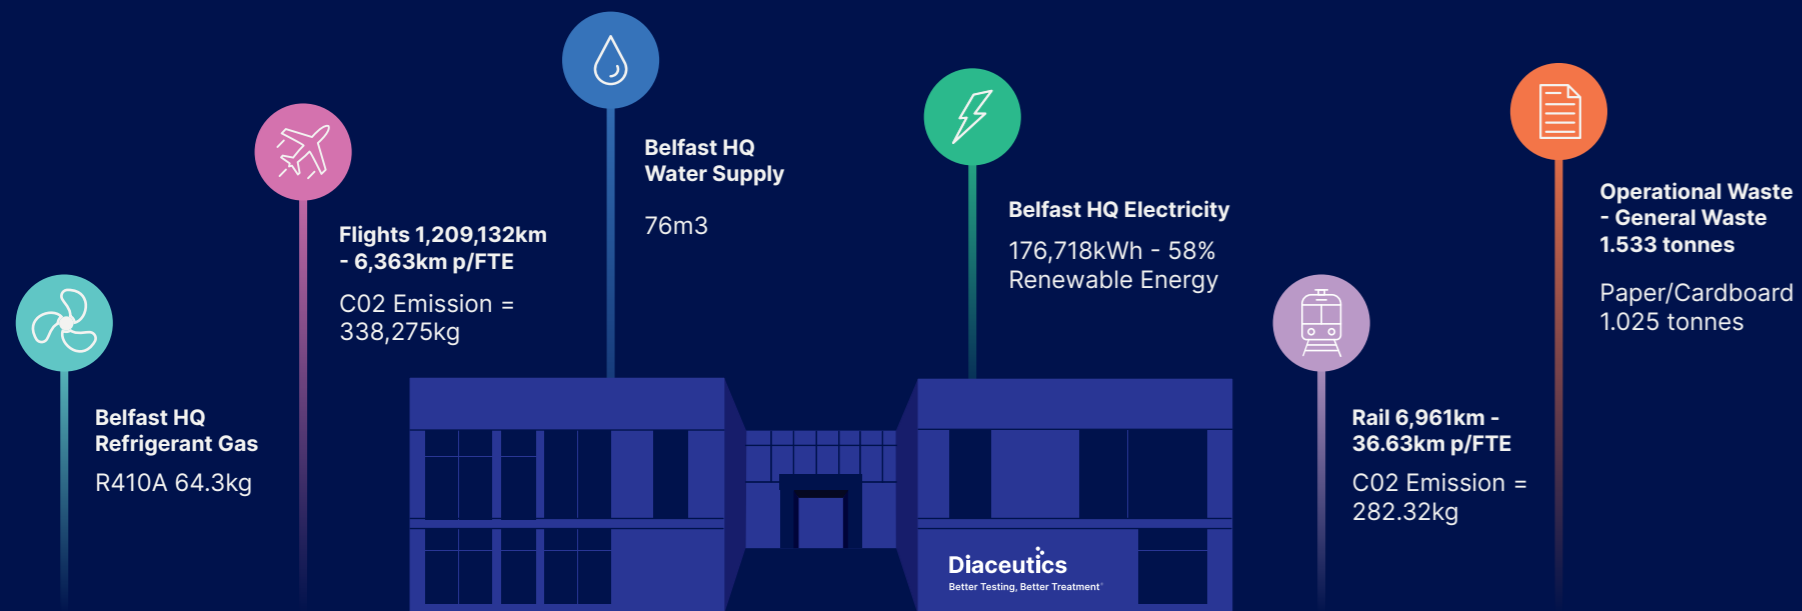 Belfast HQ
Refrigerant Gas
R410A 64.3kg
Flights 1,209,132km
- 6,363km p/FTE
C02 Emission =
338,275kg
Belfast HQ
Water Supply
76m3
Belfast HQ Electricity
176,718kWh - 58%
Renewable Energy
Rail 6,961km -
36.63km p/FTE
C02 Emission =
282.32kg
Operational Waste
- General Waste
1.533 tonnes
Paper/Cardboard
1.025 tonnes
Diaceutics
Better Testing, Better Treatment